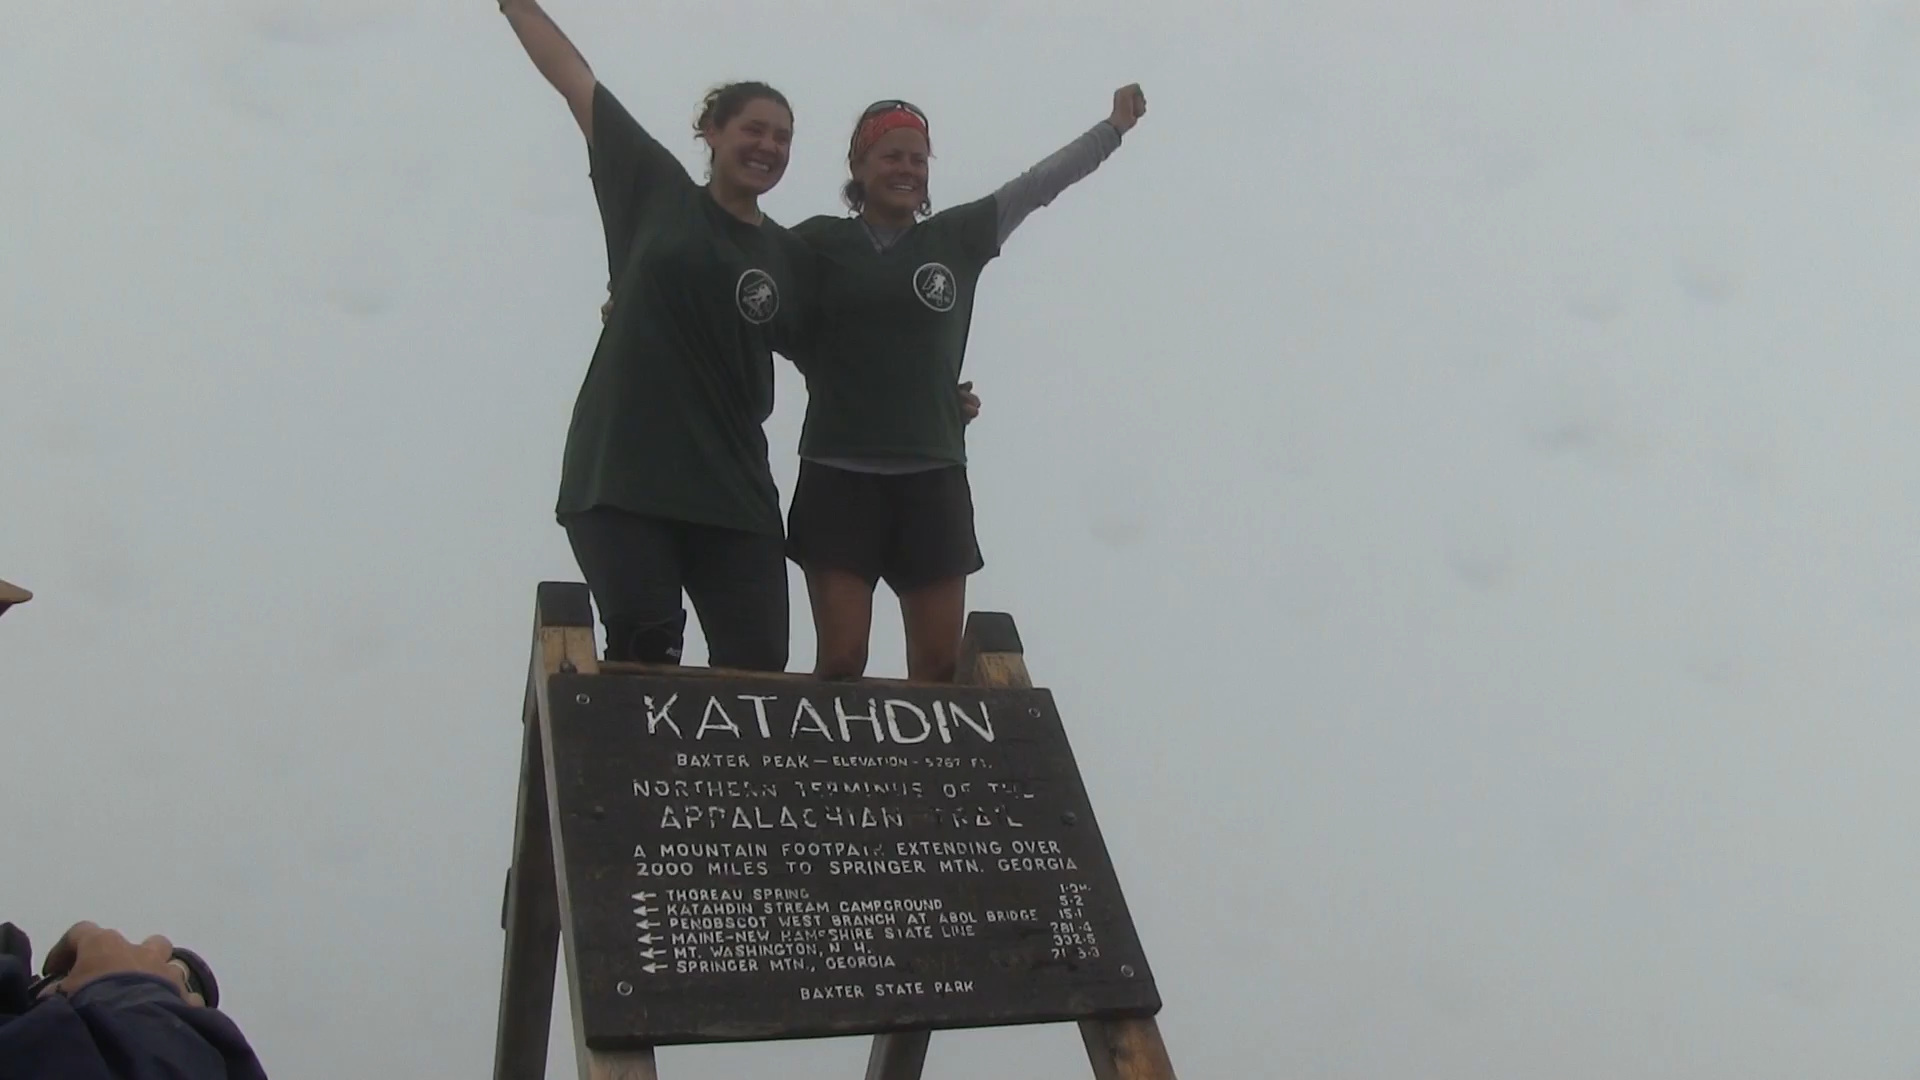 KATAHDIN
BAXTER PEAK — ELEVATION - 5267 FT.
NORTHERN TERMINUS OF THE
APPALACHIAN TRAIL
A MOUNTAIN FOOTPATH EXTENDING OVER
2000 MILES TO SPRINGER MTN. GEORGIA
← THOREAU SPRING 1.0M.
← KATAHDIN STREAM CAMPGROUND 5.2
← PENOBSCOT WEST BRANCH AT ABOL BRIDGE 15.1
← MAINE-NEW HAMPSHIRE STATE LINE 281.4
← MT. WASHINGTON, N. H. 332.5
← SPRINGER MTN., GEORGIA
BAXTER STATE PARK